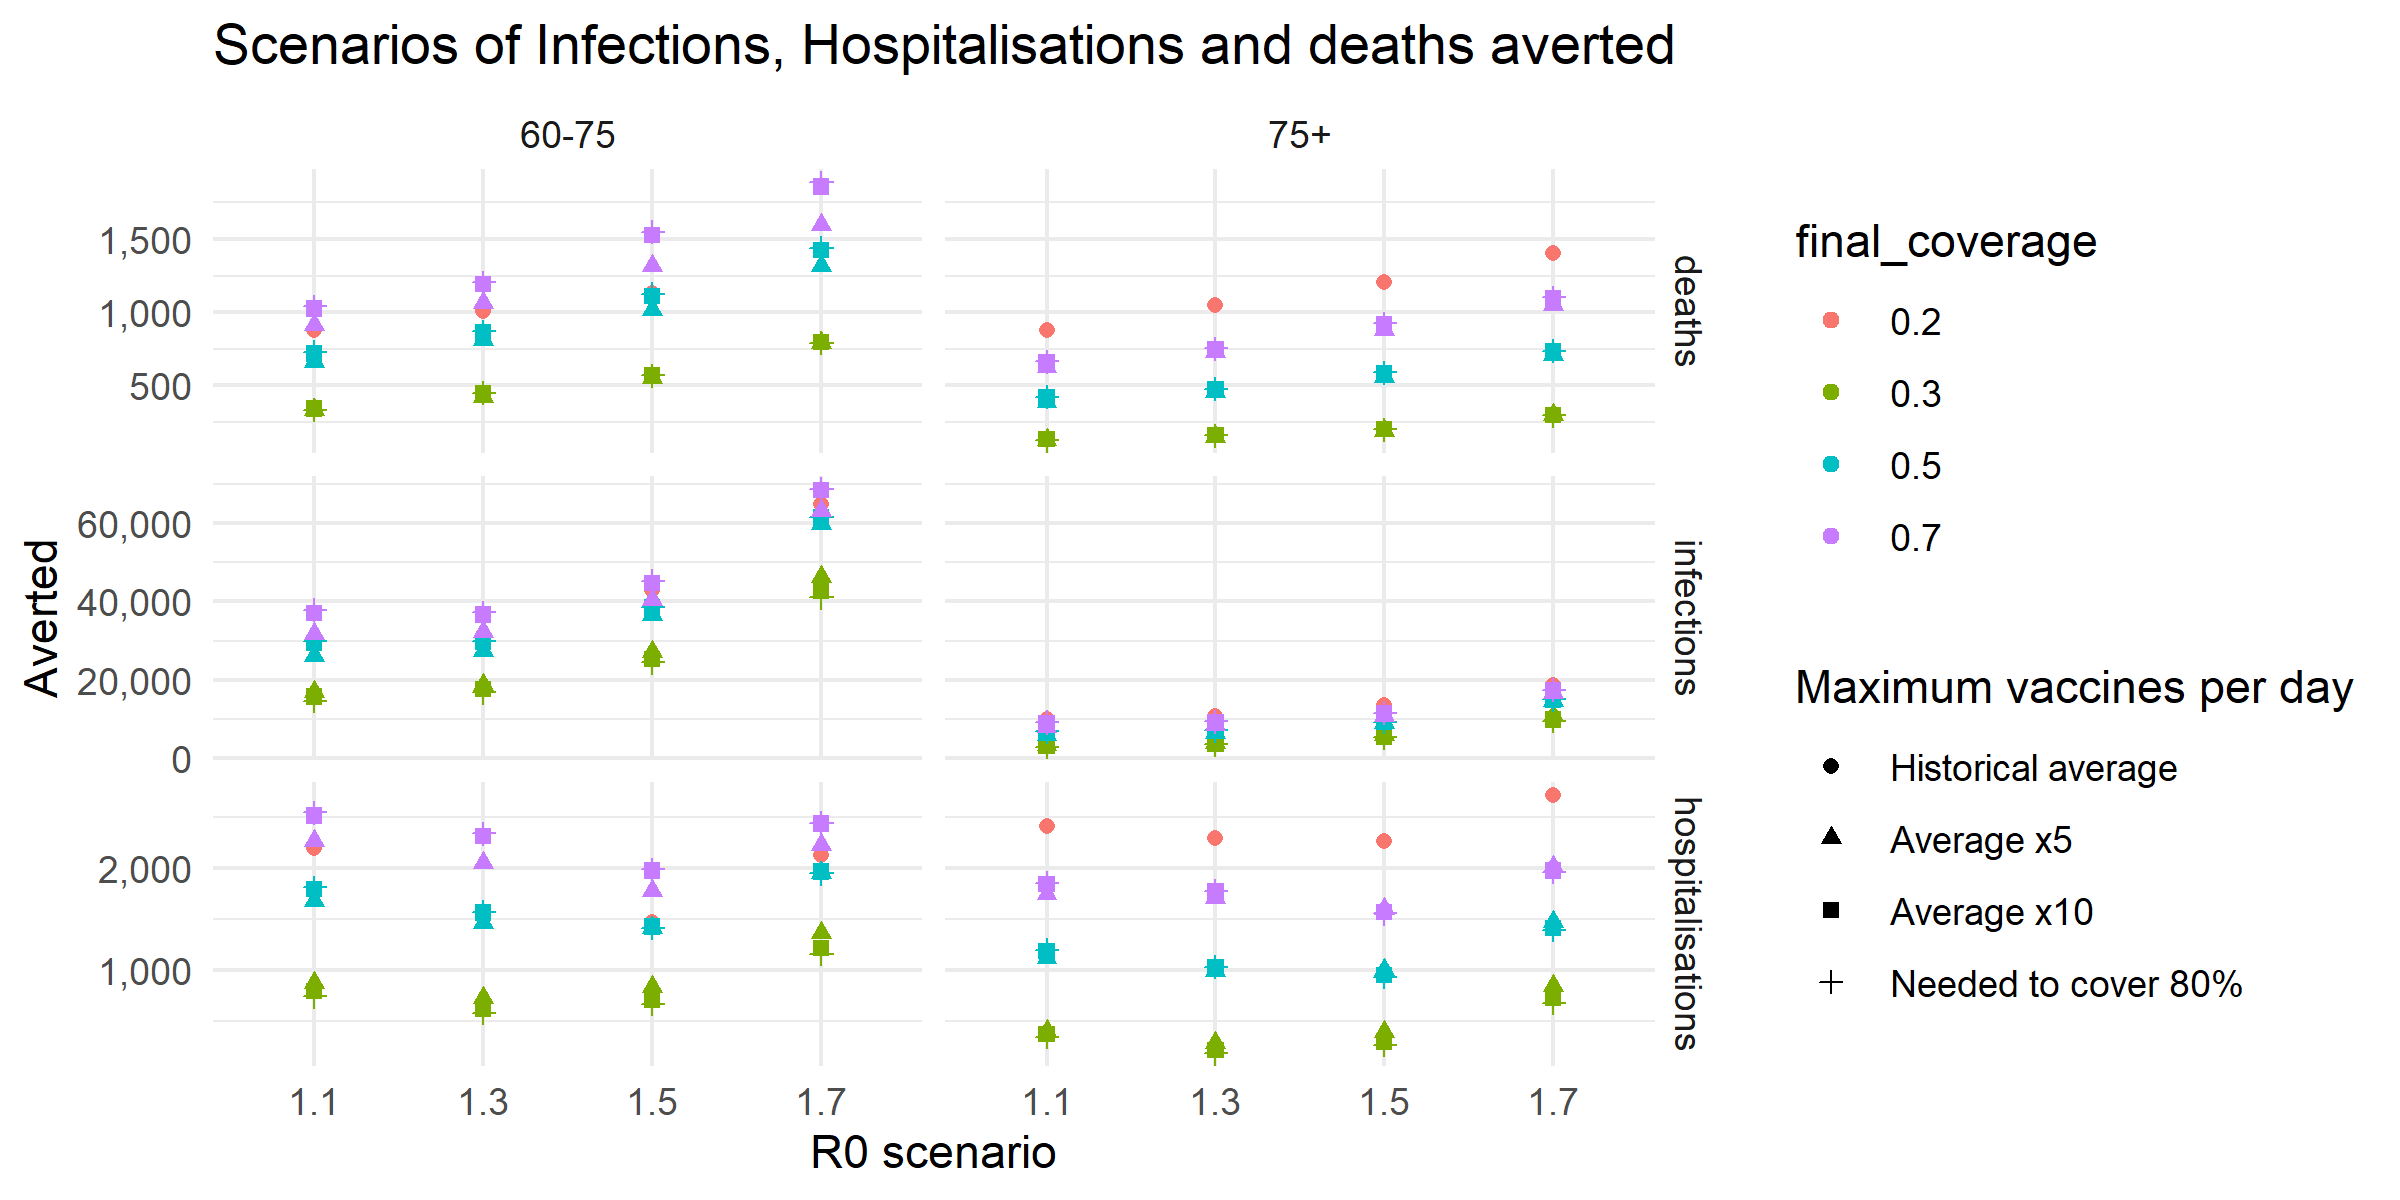 Scenarios of Infections, Hospitalisations and deaths averted
60-75
75+
1,500
1,000
500
deaths
60,000
40,000
20,000
0
infections
2,000
1,000
hospitalisations
Averted
1.1
1.3
1.5
1.7
1.1
1.3
1.5
1.7
R0 scenario
final_coverage
0.2
0.3
0.5
0.7
Maximum vaccines per day
Historical average
Average x5
Average x10
Needed to cover 80%